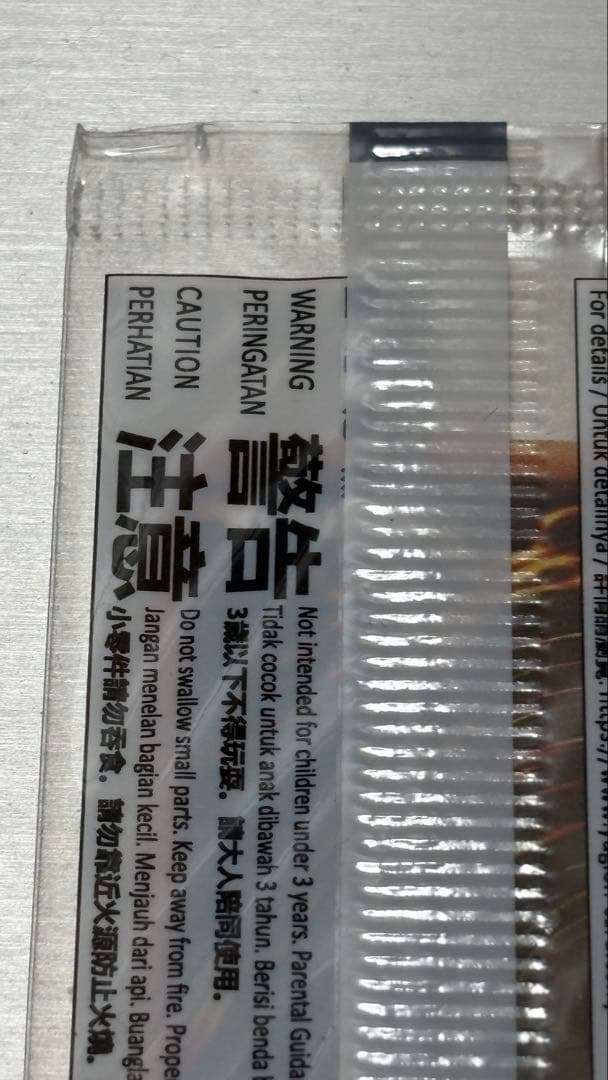 WARNING
PERINGATAN
警告
Not intended for children under 3 years. Parental Guida
Tidak cocok untuk anak dibawah 3 tahun. Berisi benda
3歲以下不得玩耍。請大人陪同使用。
CAUTION
PERHATIAN
注意
Do not swallow small parts. Keep away from fire. Prope
Jangan menelan bagian kecil. Menjauh dari api. Buangla
小零件請勿吞食。請勿靠近火源防止火燒。
For details / Untuk detailnya /